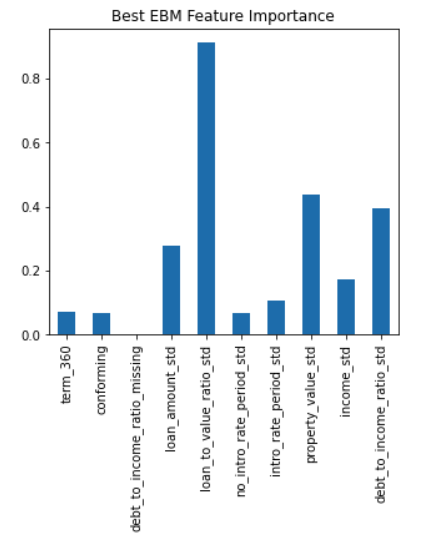 Best EBM Feature Importance
0.8
0.6
0.4
0.2
0.0
term_360
conforming
debt_to_income_ratio_missing
loan_amount_std
loan_to_value_ratio_std
no_intro_rate_period_std
intro_rate_period_std
property_value_std
income_std
debt_to_income_ratio_std